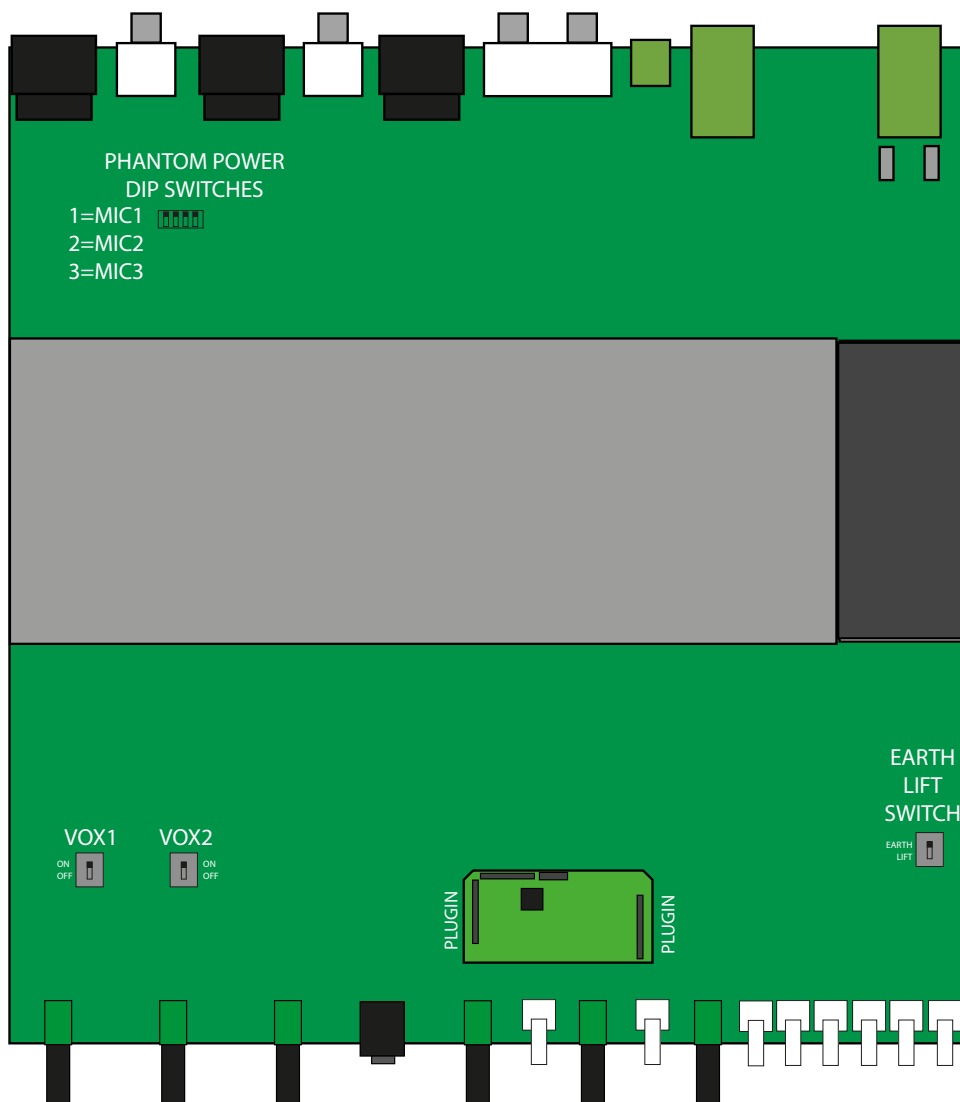 PHANTOM POWER
DIP SWITCHES
1=MIC1
2=MIC2
3=MIC3
EARTH
LIFT
SWITCH
EARTH
LIFT
VOX1
ON
OFF
VOX2
ON
OFF
PLUGIN
PLUGIN